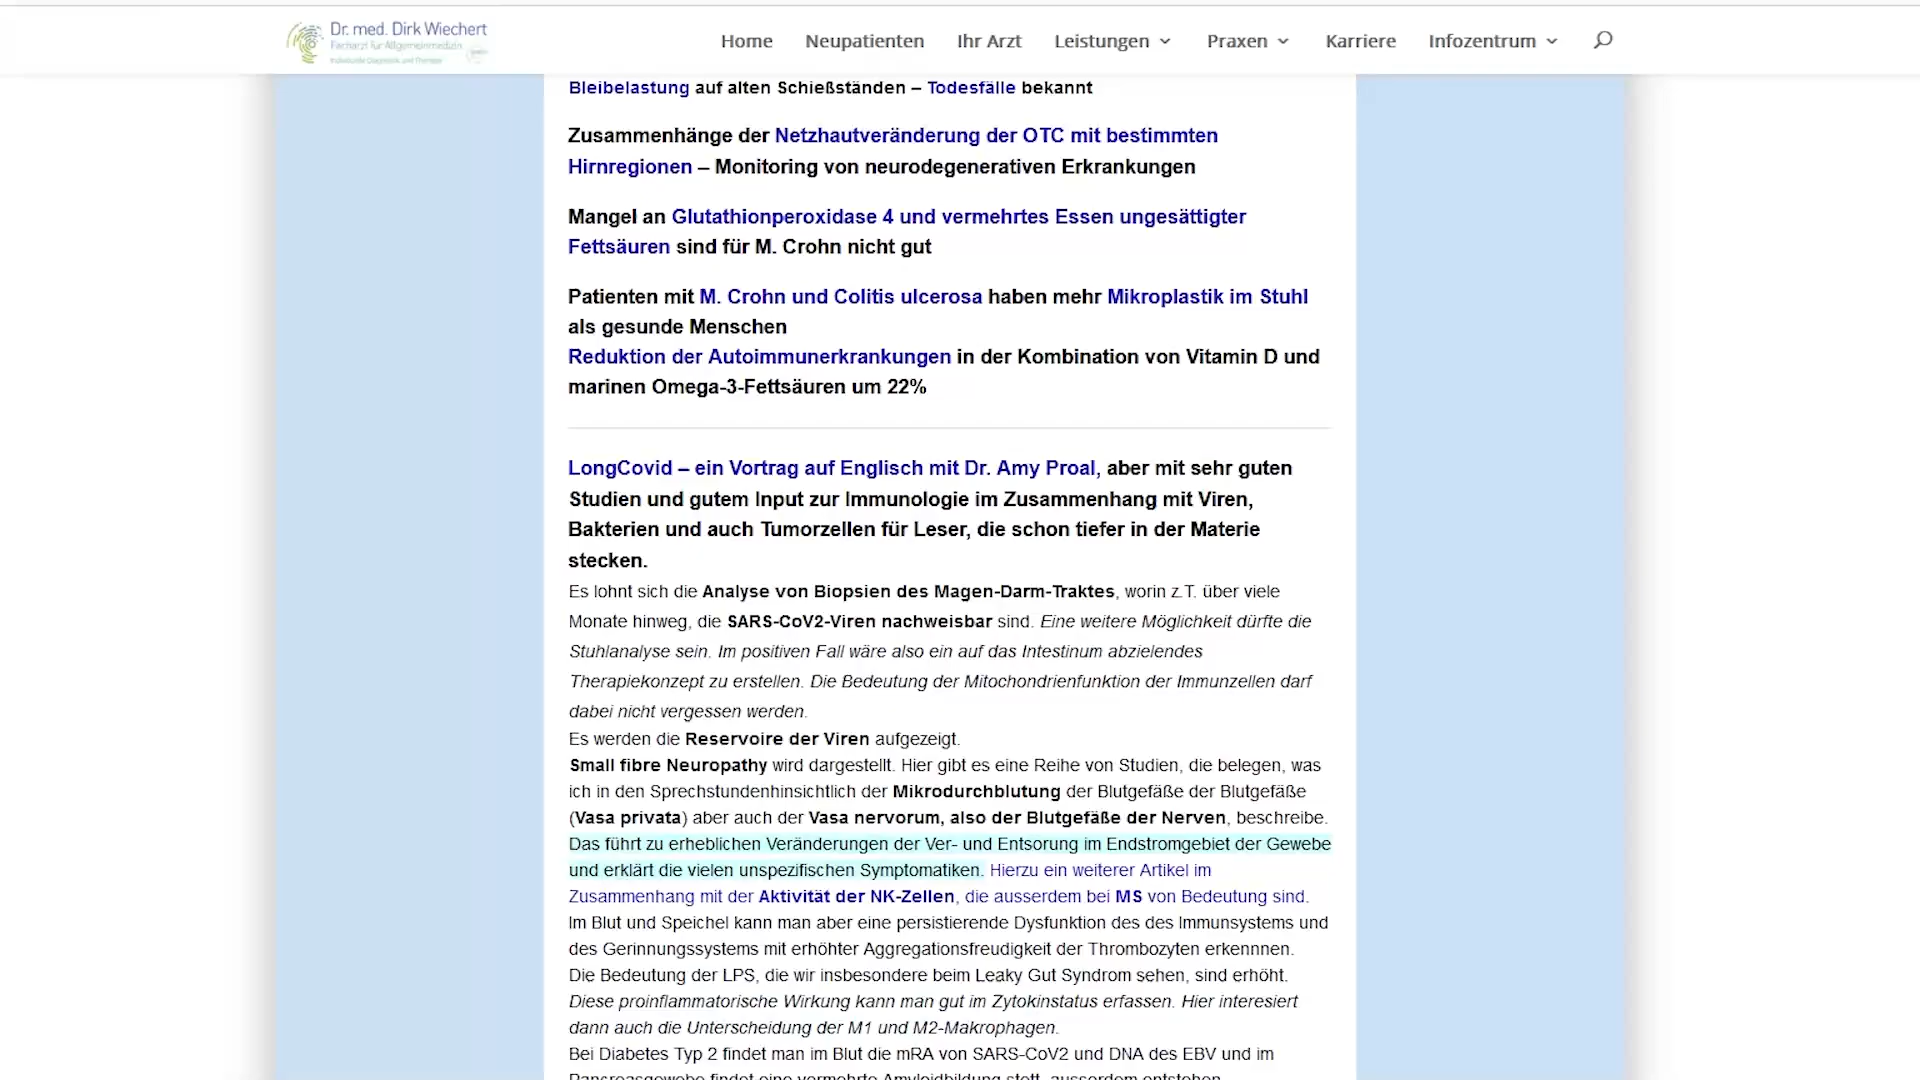 Dr. med. Dirk Wiechert
Facharzt für Allgemeinmedizin
Individuelle Diagnostik und Therapie
Home Neupatienten Ihr Arzt Leistungen Praxen Karriere Infozentrum
Bleibelastung auf alten Schießständen – Todesfälle bekannt
Zusammenhänge der Netzhautveränderung der OTC mit bestimmten
Hirnregionen – Monitoring von neurodegenerativen Erkrankungen
Mangel an Glutathionperoxidase 4 und vermehrtes Essen ungesättigter
Fettsäuren sind für M. Crohn nicht gut
Patienten mit M. Crohn und Colitis ulcerosa haben mehr Mikroplastik im Stuhl
als gesunde Menschen
Reduktion der Autoimmunerkrankungen in der Kombination von Vitamin D und
marinen Omega-3-Fettsäuren um 22%
LongCovid – ein Vortrag auf Englisch mit Dr. Amy Proal, aber mit sehr guten
Studien und gutem Input zur Immunologie im Zusammenhang mit Viren,
Bakterien und auch Tumorzellen für Leser, die schon tiefer in der Materie
stecken.
Es lohnt sich die Analyse von Biopsien des Magen-Darm-Traktes, worin z.T. über viele
Monate hinweg, die SARS-CoV2-Viren nachweisbar sind. Eine weitere Möglichkeit dürfte die
Stuhlanalyse sein. Im positiven Fall wäre also ein auf das Intestinum abzielendes
Therapiekonzept zu erstellen. Die Bedeutung der Mitochondrienfunktion der Immunzellen darf
dabei nicht vergessen werden.
Es werden die Reservoire der Viren aufgezeigt.
Small fibre Neuropathy wird dargestellt. Hier gibt es eine Reihe von Studien, die belegen, was
ich in den Sprechstundenhinsichtlich der Mikrodurchblutung der Blutgefäße der Blutgefäße
(Vasa privata) aber auch der Vasa nervorum, also der Blutgefäße der Nerven, beschreibe.
Das führt zu erheblichen Veränderungen der Ver- und Entsorung im Endstromgebiet der Gewebe
und erklärt die vielen unspezifischen Symptomatiken. Hierzu ein weiterer Artikel im
Zusammenhang mit der Aktivität der NK-Zellen, die ausserdem bei MS von Bedeutung sind.
Im Blut und Speichel kann man aber eine persistierende Dysfunktion des des Immunsystems und
des Gerinnungssystems mit erhöhter Aggregationsfreudigkeit der Thrombozyten erkennnen.
Die Bedeutung der LPS, die wir insbesondere beim Leaky Gut Syndrom sehen, sind erhöht.
Diese proinflammatorische Wirkung kann man gut im Zytokinstatus erfassen. Hier interesiert
dann auch die Unterscheidung der M1 und M2-Makrophagen.
Bei Diabetes Typ 2 findet man im Blut die mRA von SARS-CoV2 und DNA des EBV und im
Pancreasgewebe findet eine vermehrte Amyloidbildung statt, ausserdem entstehen